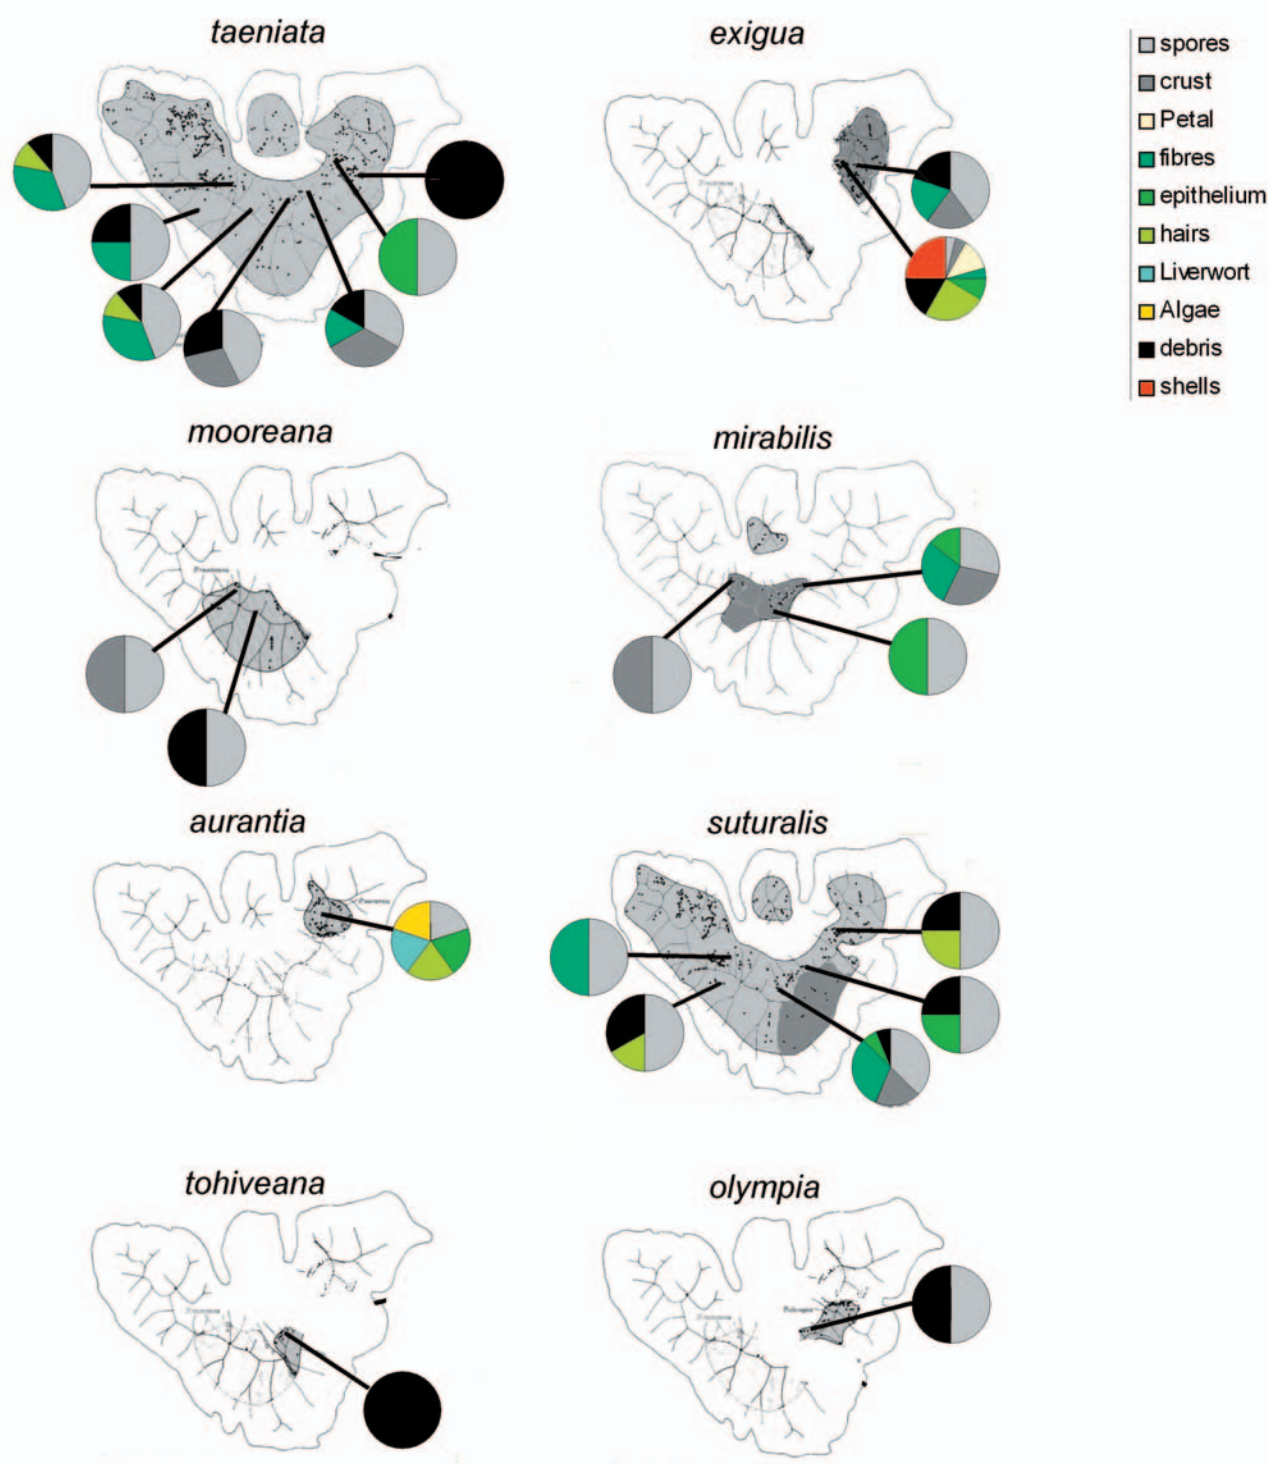 taeniata
exigua
spores
crust
Petal
fibres
epithelium
hairs
Liverwort
Algae
debris
shells
mooreana
mirabilis
aurantia
suturalis
tohiveana
olympia